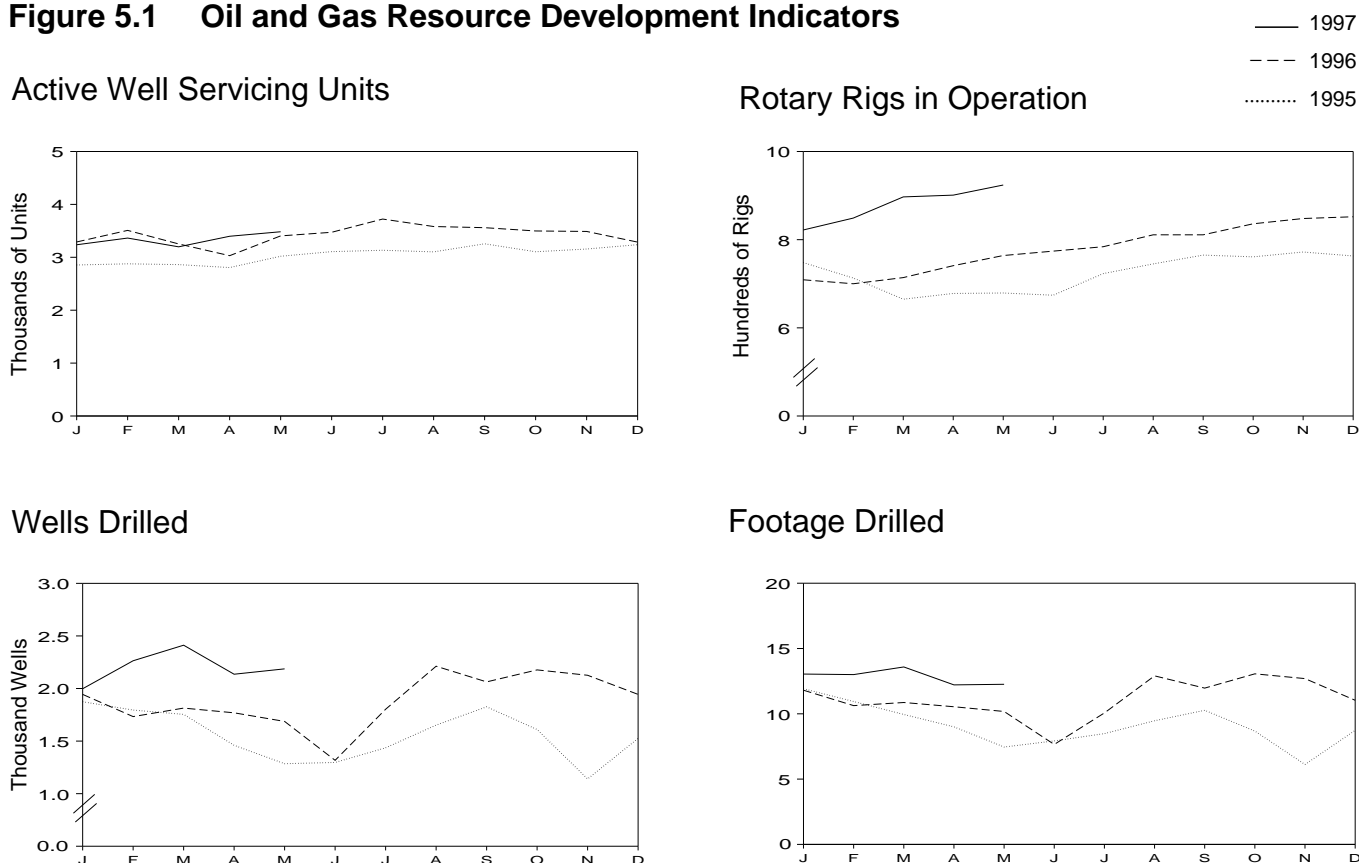 Figure 5.1 Oil and Gas Resource Development Indicators
1997
1996
1995
Active Well Servicing Units
Thousands of Units
5
4
3
2
1
0
J F M A M J J A S O N D
Rotary Rigs in Operation
Hundreds of Rigs
10
8
6
0
J F M A M J J A S O N D
Wells Drilled
Thousand Wells
3.0
2.5
2.0
1.5
1.0
0.0
J F M A M J J A S O N D
Footage Drilled
20
15
10
5
0
J F M A M J J A S O N D